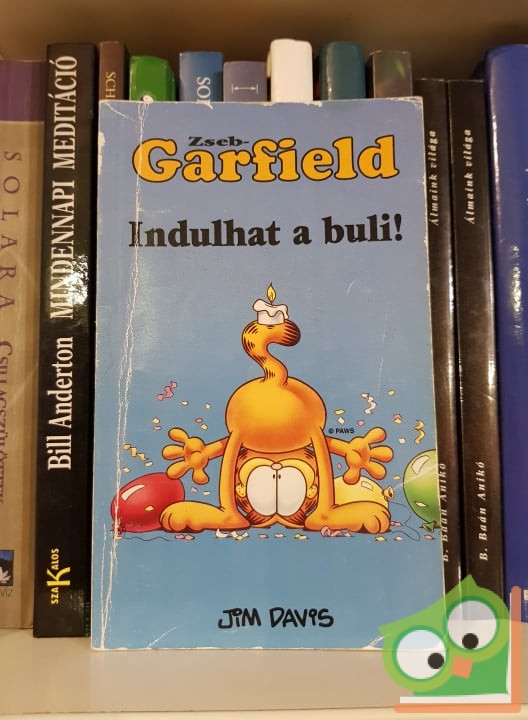 Zseb-
Garfield
Indulhat a buli!
© PAWS
JIM DAVIS
SOLARA
Bill Anderton MINDENNAPI MEDITÁCIÓ
SZAKALOS
B. Baán Anikó
Álmaink világa
B. Baán Anikó
Álmaink világa